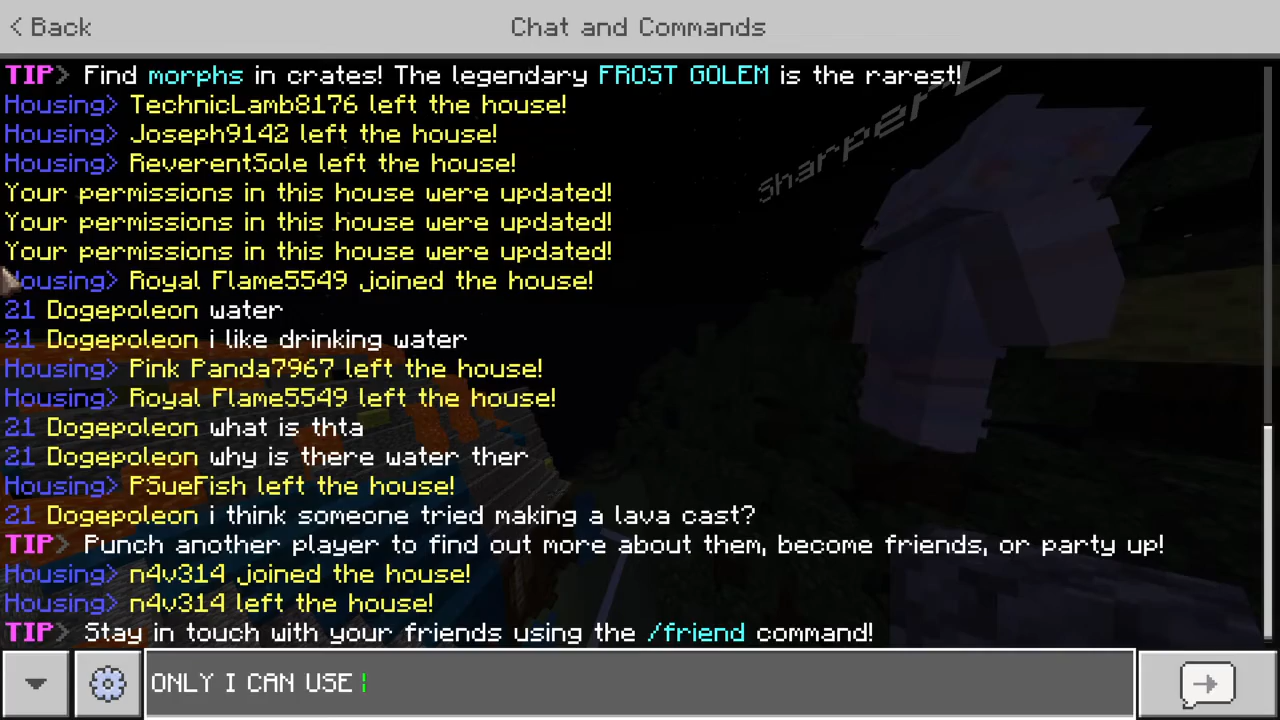 < Back
Chat and Commands
TIP> Find morphs in crates! The legendary FROST GOLEM is the rarest!
Housing> TechnicLamb8176 left the house!
Housing> Joseph9142 left the house!
Housing> ReverentSole left the house!
Your permissions in this house were updated!
Your permissions in this house were updated!
Your permissions in this house were updated!
Housing> Royal Flame5549 joined the house!
21 Dogepoleon water
21 Dogepoleon i like drinking water
Housing> Pink Panda7967 left the house!
Housing> Royal Flame5549 left the house!
21 Dogepoleon what is thta
21 Dogepoleon why is there water ther
Housing> PSueFish left the house!
21 Dogepoleon i think someone tried making a lava cast?
TIP> Punch another player to find out more about them, become friends, or party up!
Housing> n4v314 joined the house!
Housing> n4v314 left the house!
TIP> Stay in touch with your friends using the /friend command!
ONLY I CAN USE